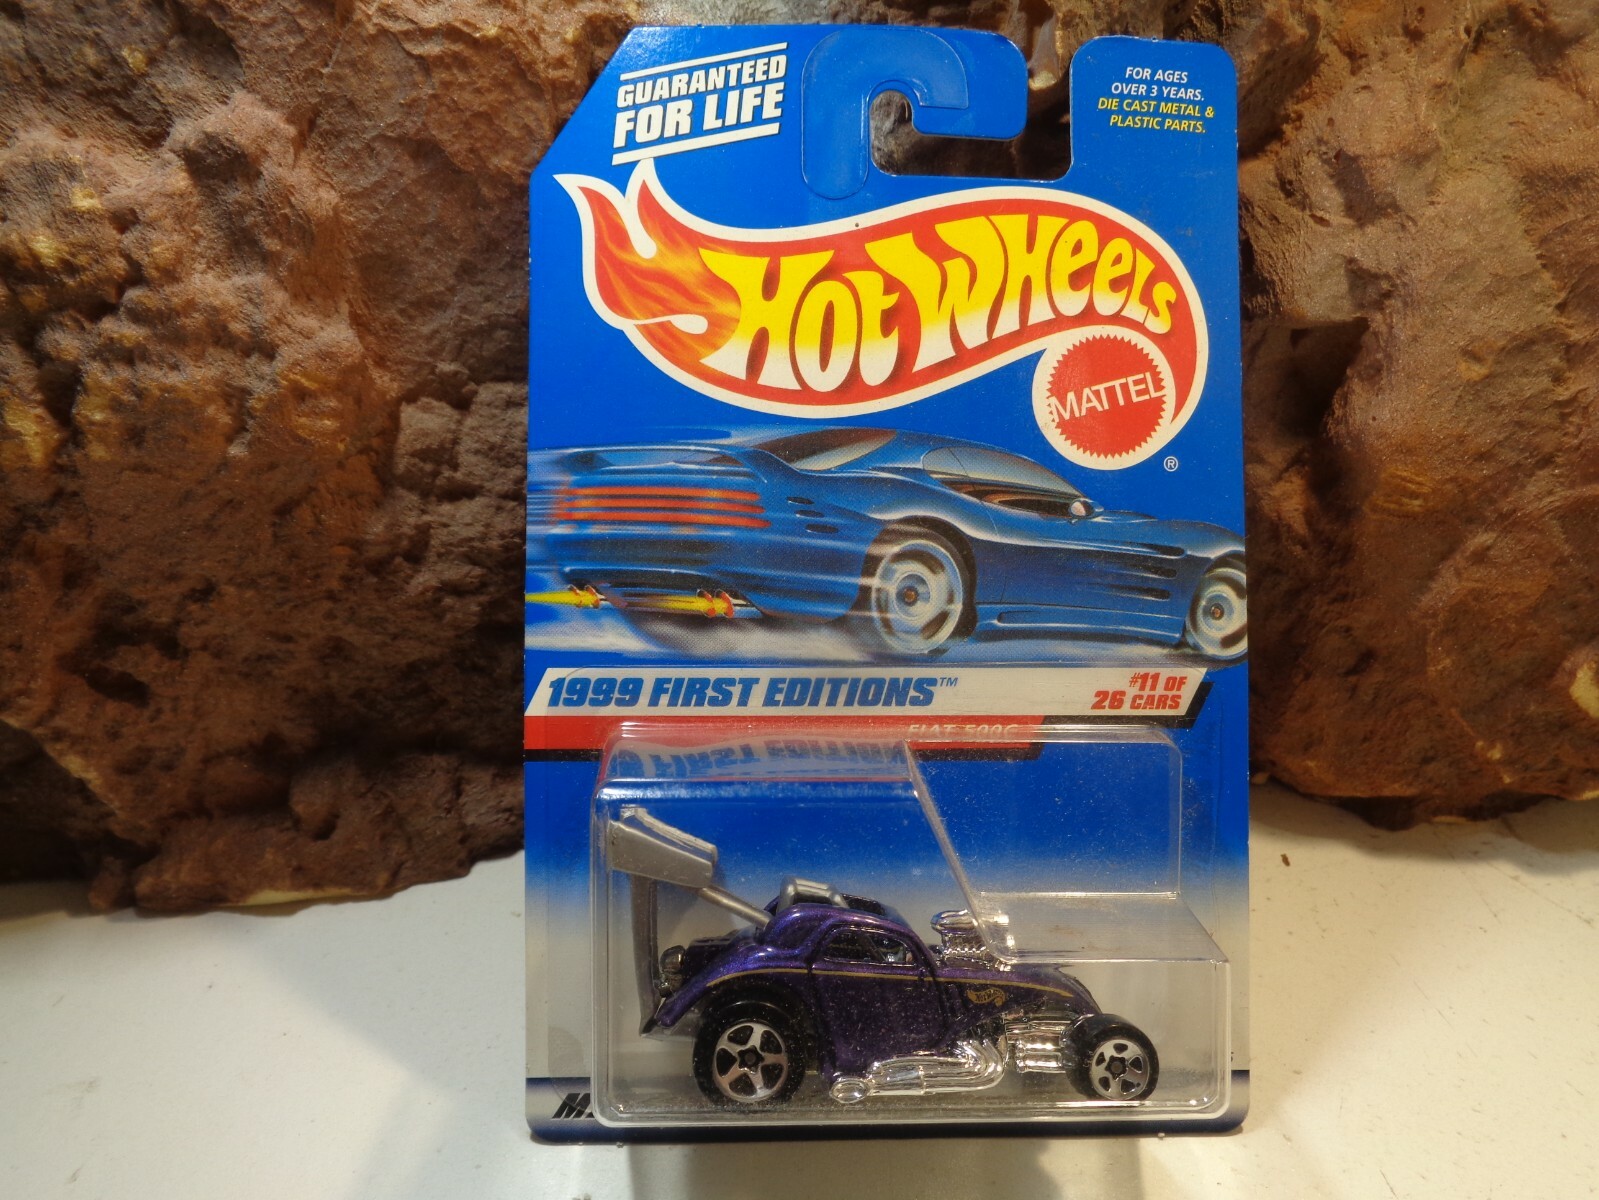 GUARANTEED
FOR LIFE
FOR AGES
OVER 3 YEARS.
DIE CAST METAL &
PLASTIC PARTS.
HOT WHEELS
MATTEL
®
1999 FIRST EDITIONS™
#11 OF
26 CARS
FIAT 500C